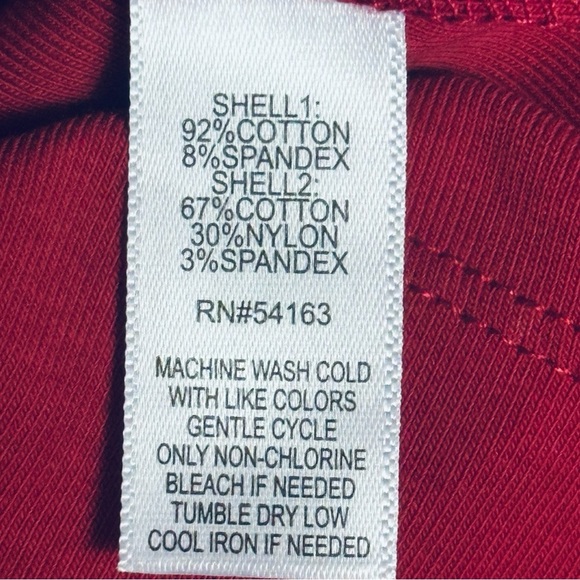 SHELL1:
92%COTTON
8%SPANDEX
SHELL2:
67%COTTON
30%NYLON
3%SPANDEX
RN#54163
MACHINE WASH COLD
WITH LIKE COLORS
GENTLE CYCLE
ONLY NON-CHLORINE
BLEACH IF NEEDED
TUMBLE DRY LOW
COOL IRON IF NEEDED